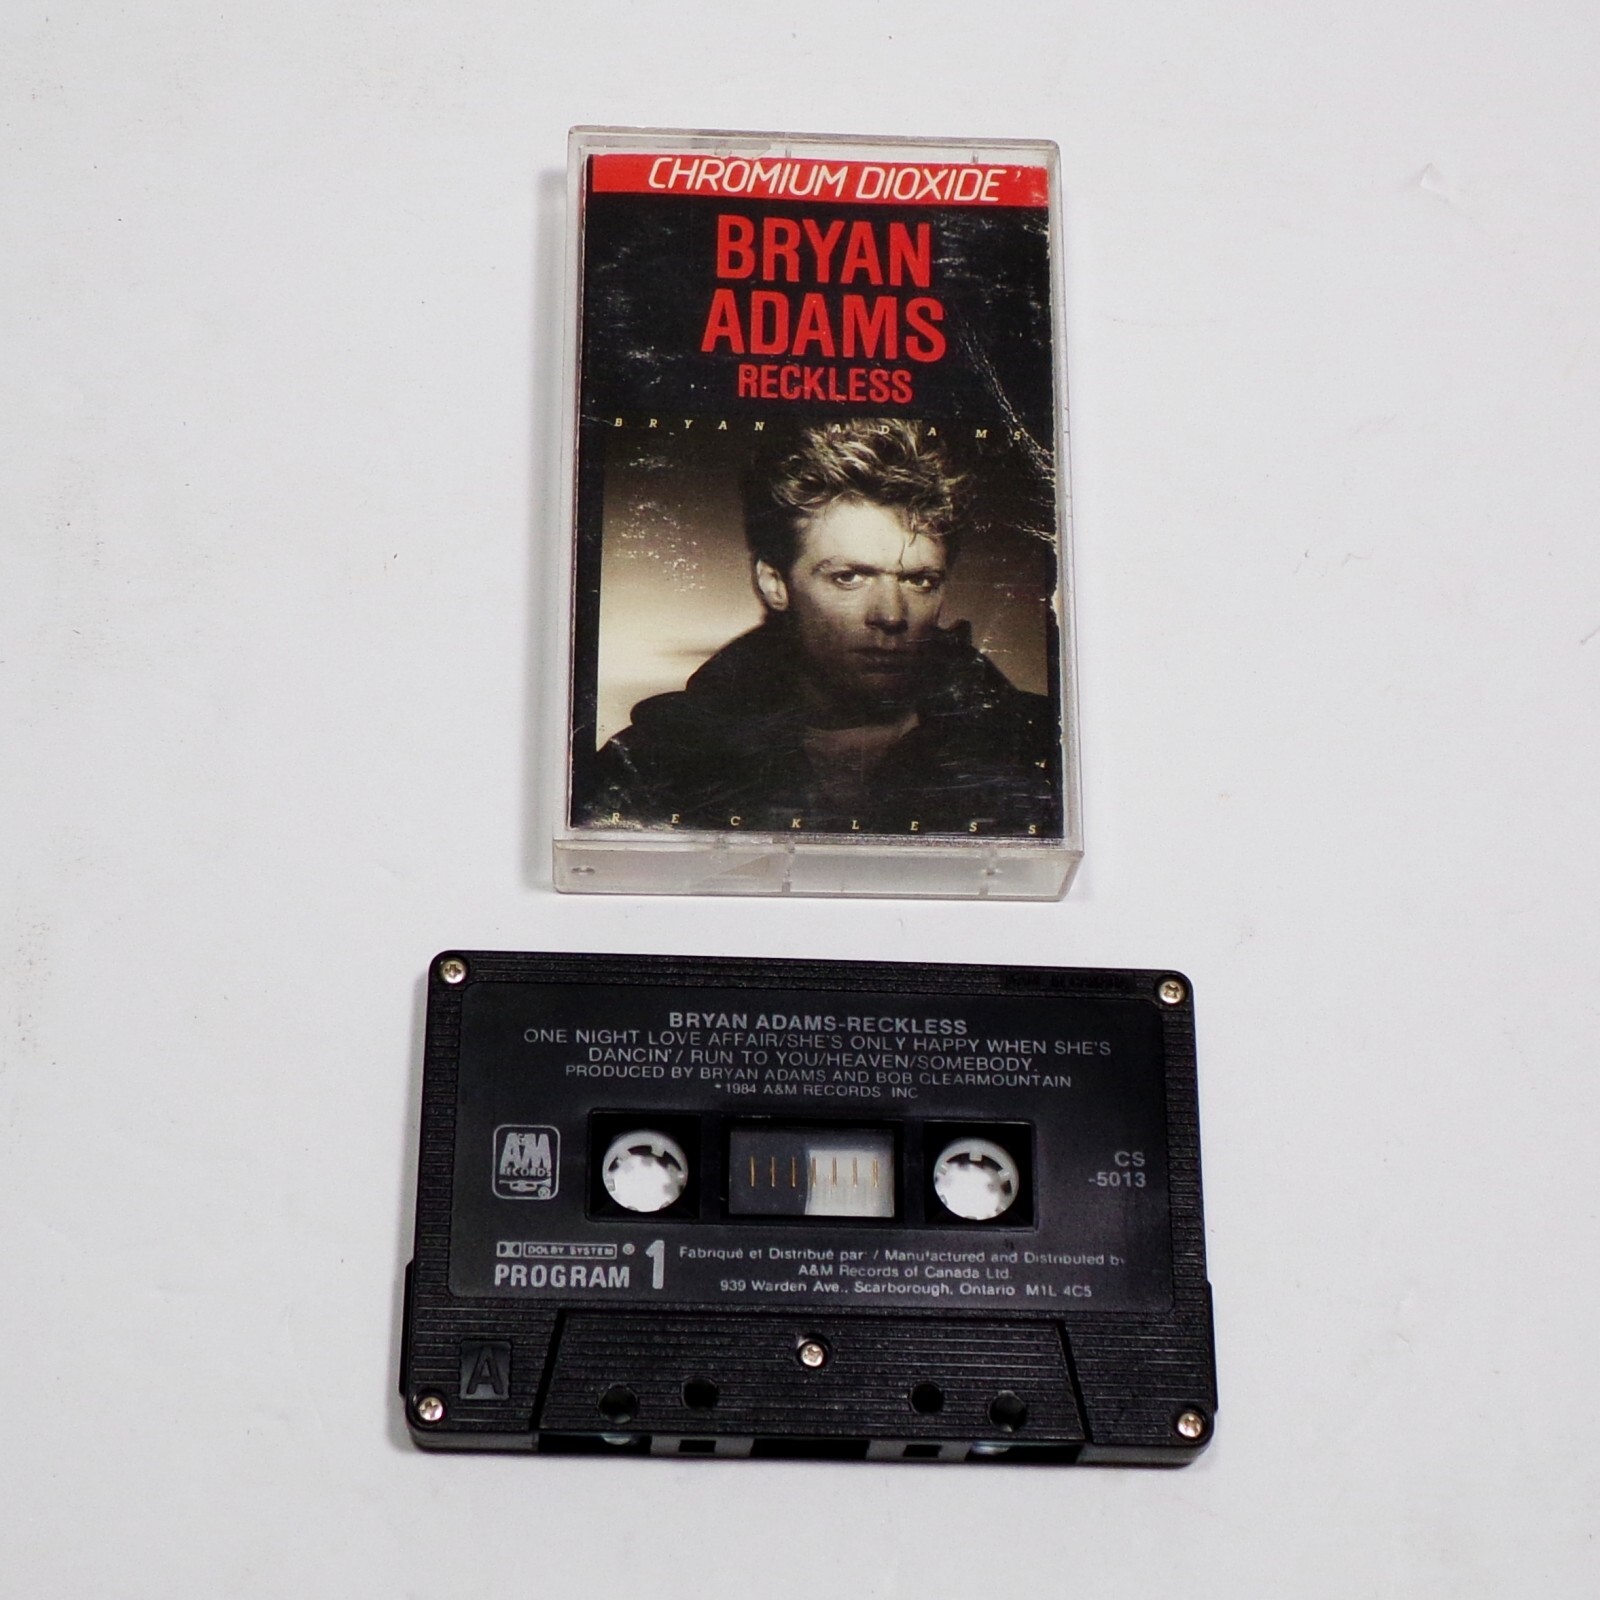 CHROMIUM DIOXIDE
BRYAN
ADAMS
RECKLESS
BRYAN ADAMS
RECKLESS
BRYAN ADAMS-RECKLESS
ONE NIGHT LOVE AFFAIR/SHE'S ONLY HAPPY WHEN SHE'S
DANCIN'/ RUN TO YOU/HEAVEN/SOMEBODY.
PRODUCED BY BRYAN ADAMS AND BOB CLEARMOUNTAIN
1984 A&M RECORDS INC
A&M
RECORDS
®
CS
-5013
DOLBY SYSTEM ®
PROGRAM 1
Fabriqué et Distribué par / Manufactured and Distributed by
A&M Records of Canada Ltd.
939 Warden Ave., Scarborough, Ontario M1L 4C5
A